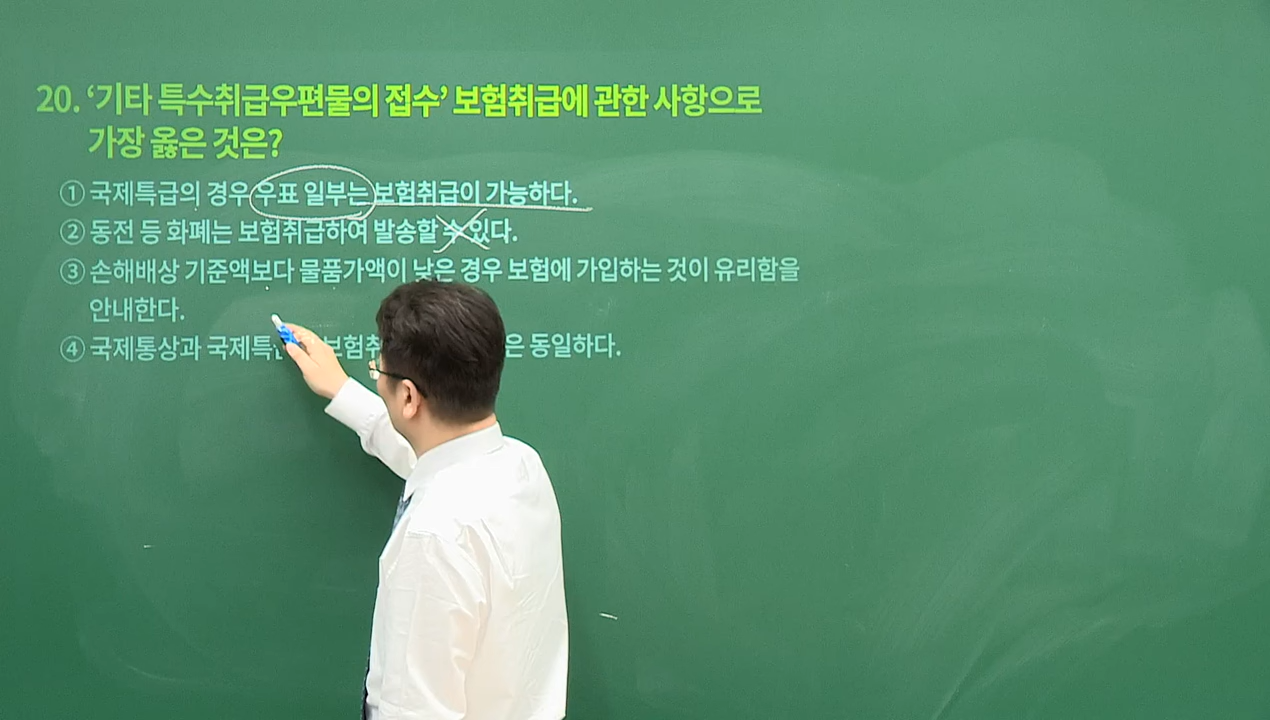 20. ‘기타 특수취급우편물의 접수’ 보험취급에 관한 사항으로
가장 옳은 것은?
① 국제특급의 경우 우표 일부는 보험취급이 가능하다.
② 동전 등 화폐는 보험취급하여 발송할 수 있다.
③ 손해배상 기준액보다 물품가액이 낮은 경우 보험에 가입하는 것이 유리함을
안내한다.
④ 국제통상과 국제특 보험취 은 동일하다.